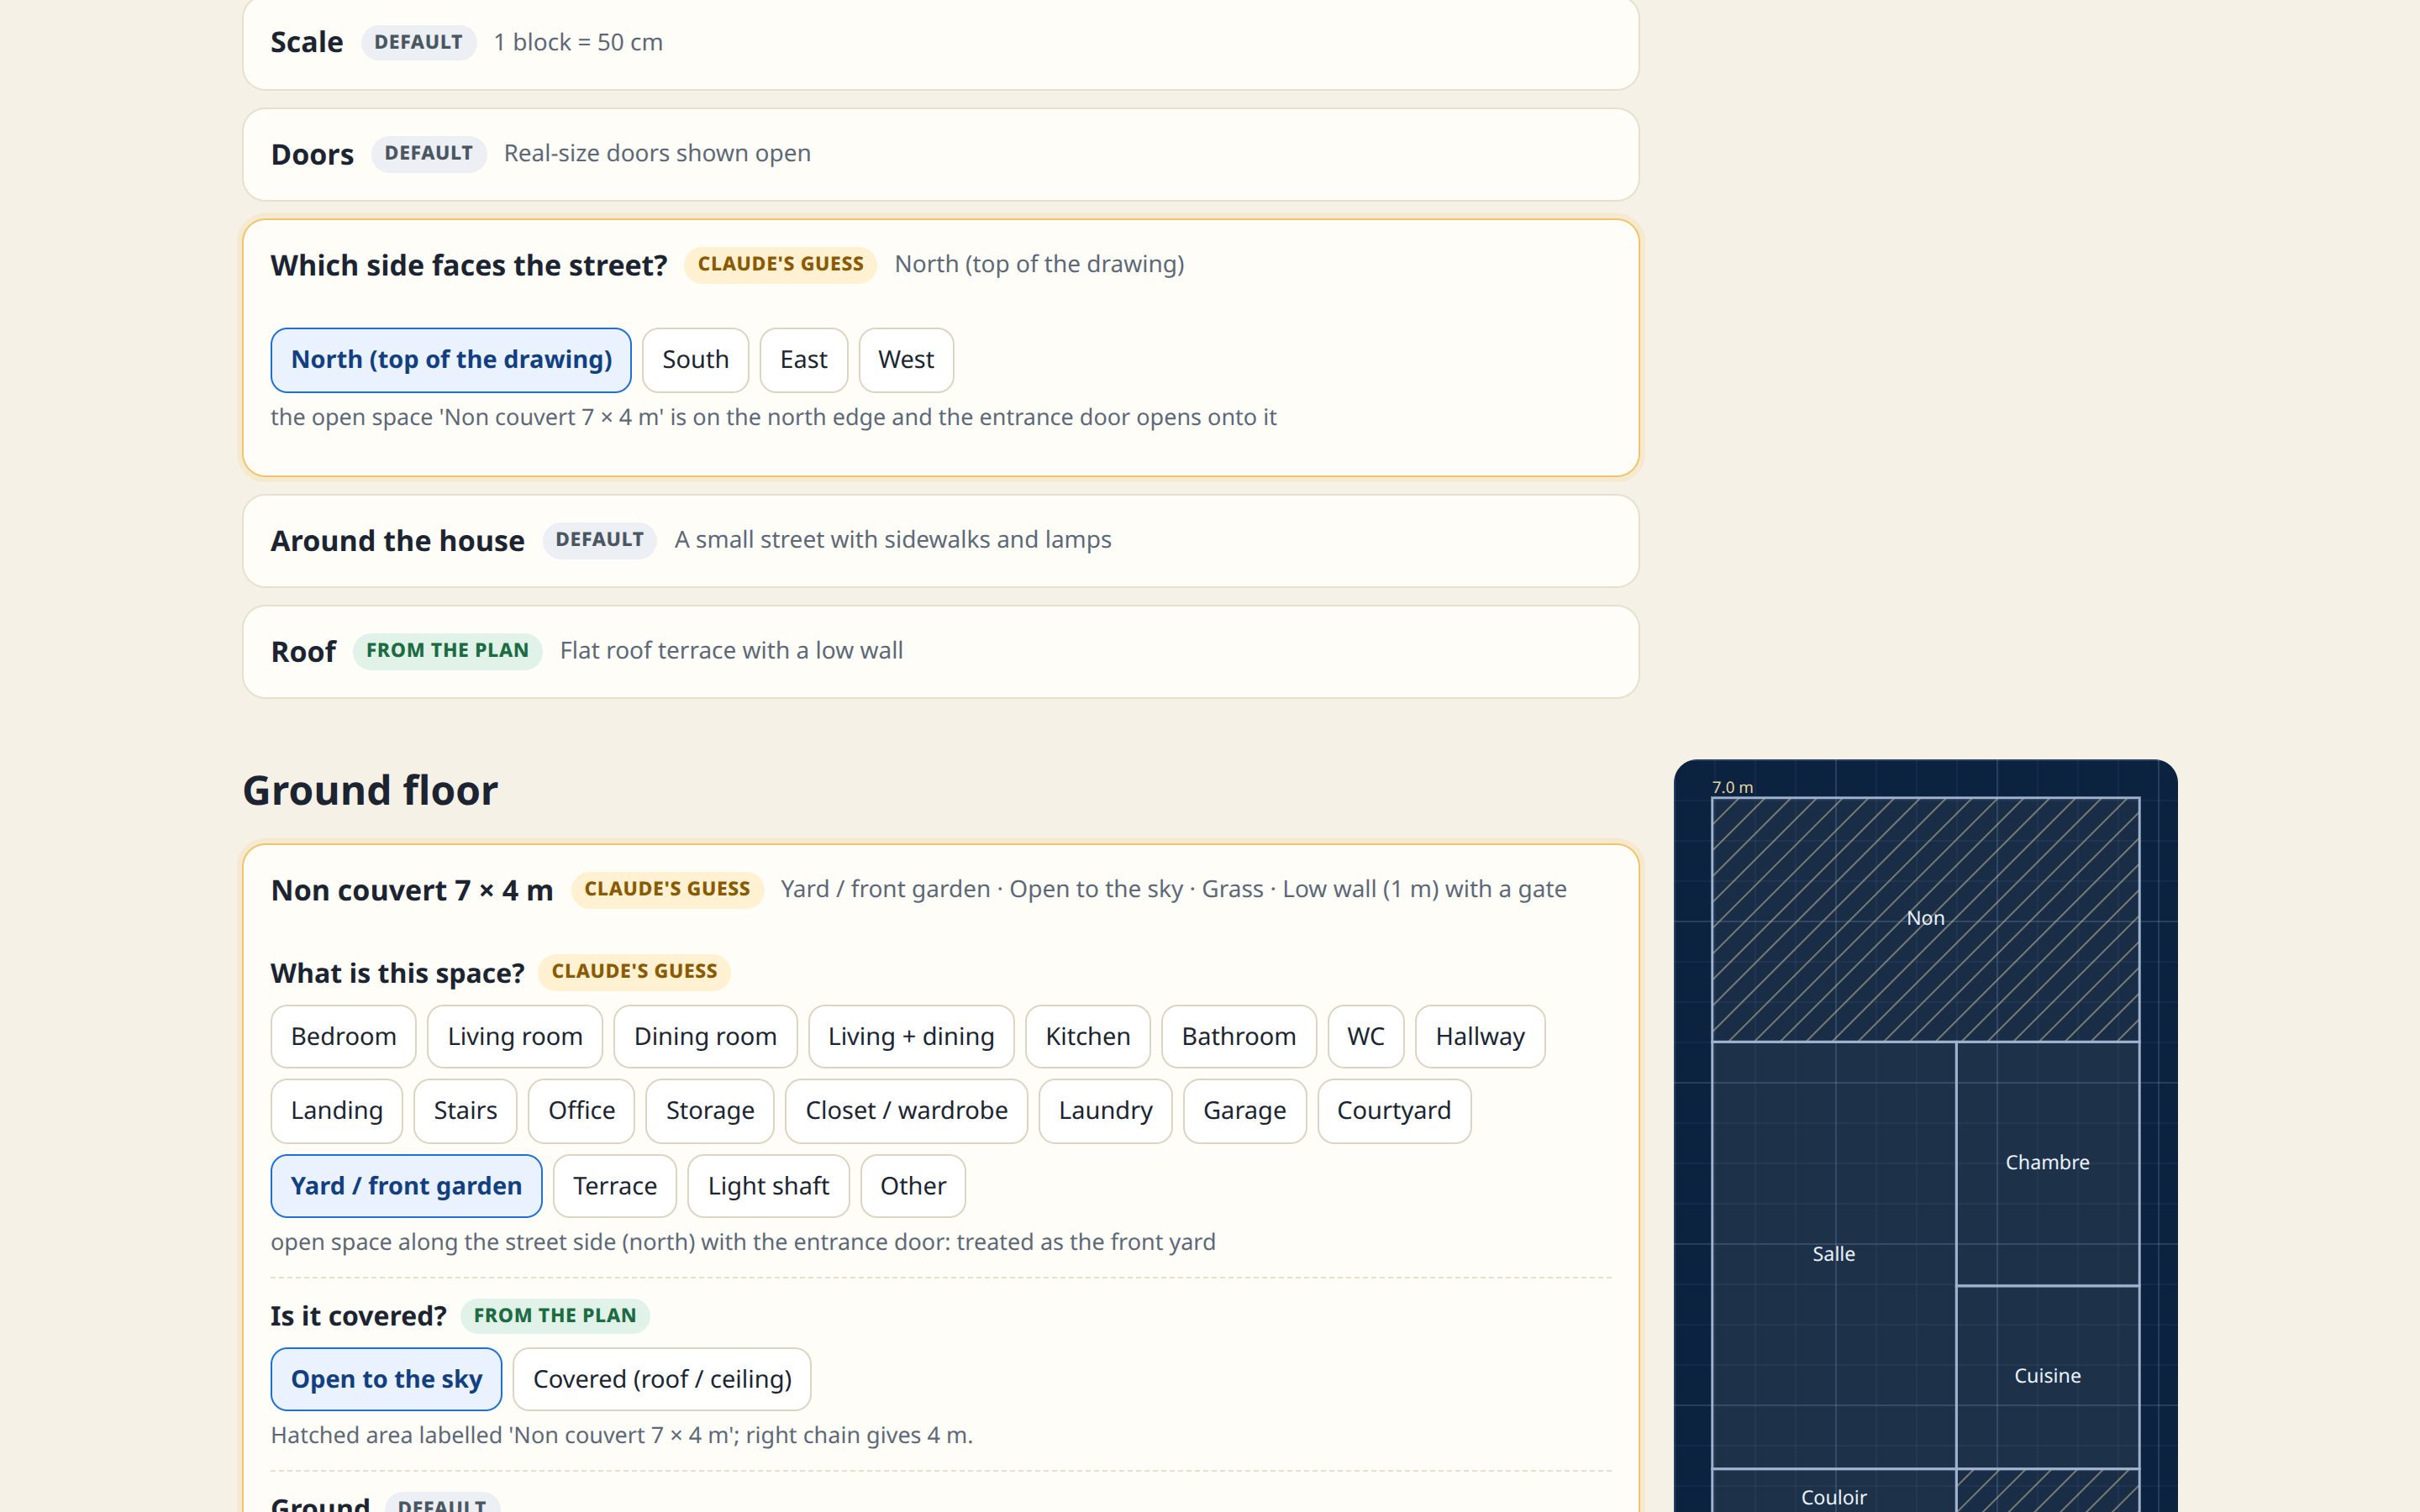 Scale DEFAULT 1 block = 50 cm
Doors DEFAULT Real-size doors shown open
Which side faces the street? CLAUDE'S GUESS North (top of the drawing)
North (top of the drawing) South East West
the open space 'Non couvert 7 × 4 m' is on the north edge and the entrance door opens onto it
Around the house DEFAULT A small street with sidewalks and lamps
Roof FROM THE PLAN Flat roof terrace with a low wall
Ground floor
Non couvert 7 × 4 m CLAUDE'S GUESS Yard / front garden · Open to the sky · Grass · Low wall (1 m) with a gate
What is this space? CLAUDE'S GUESS
Bedroom Living room Dining room Living + dining Kitchen Bathroom WC Hallway
Landing Stairs Office Storage Closet / wardrobe Laundry Garage Courtyard
Yard / front garden Terrace Light shaft Other
open space along the street side (north) with the entrance door: treated as the front yard
Is it covered? FROM THE PLAN
Open to the sky Covered (roof / ceiling)
Hatched area labelled 'Non couvert 7 × 4 m'; right chain gives 4 m.
Ground DEFAULT
7.0 m
Non
Chambre
Salle
Cuisine
Couloir